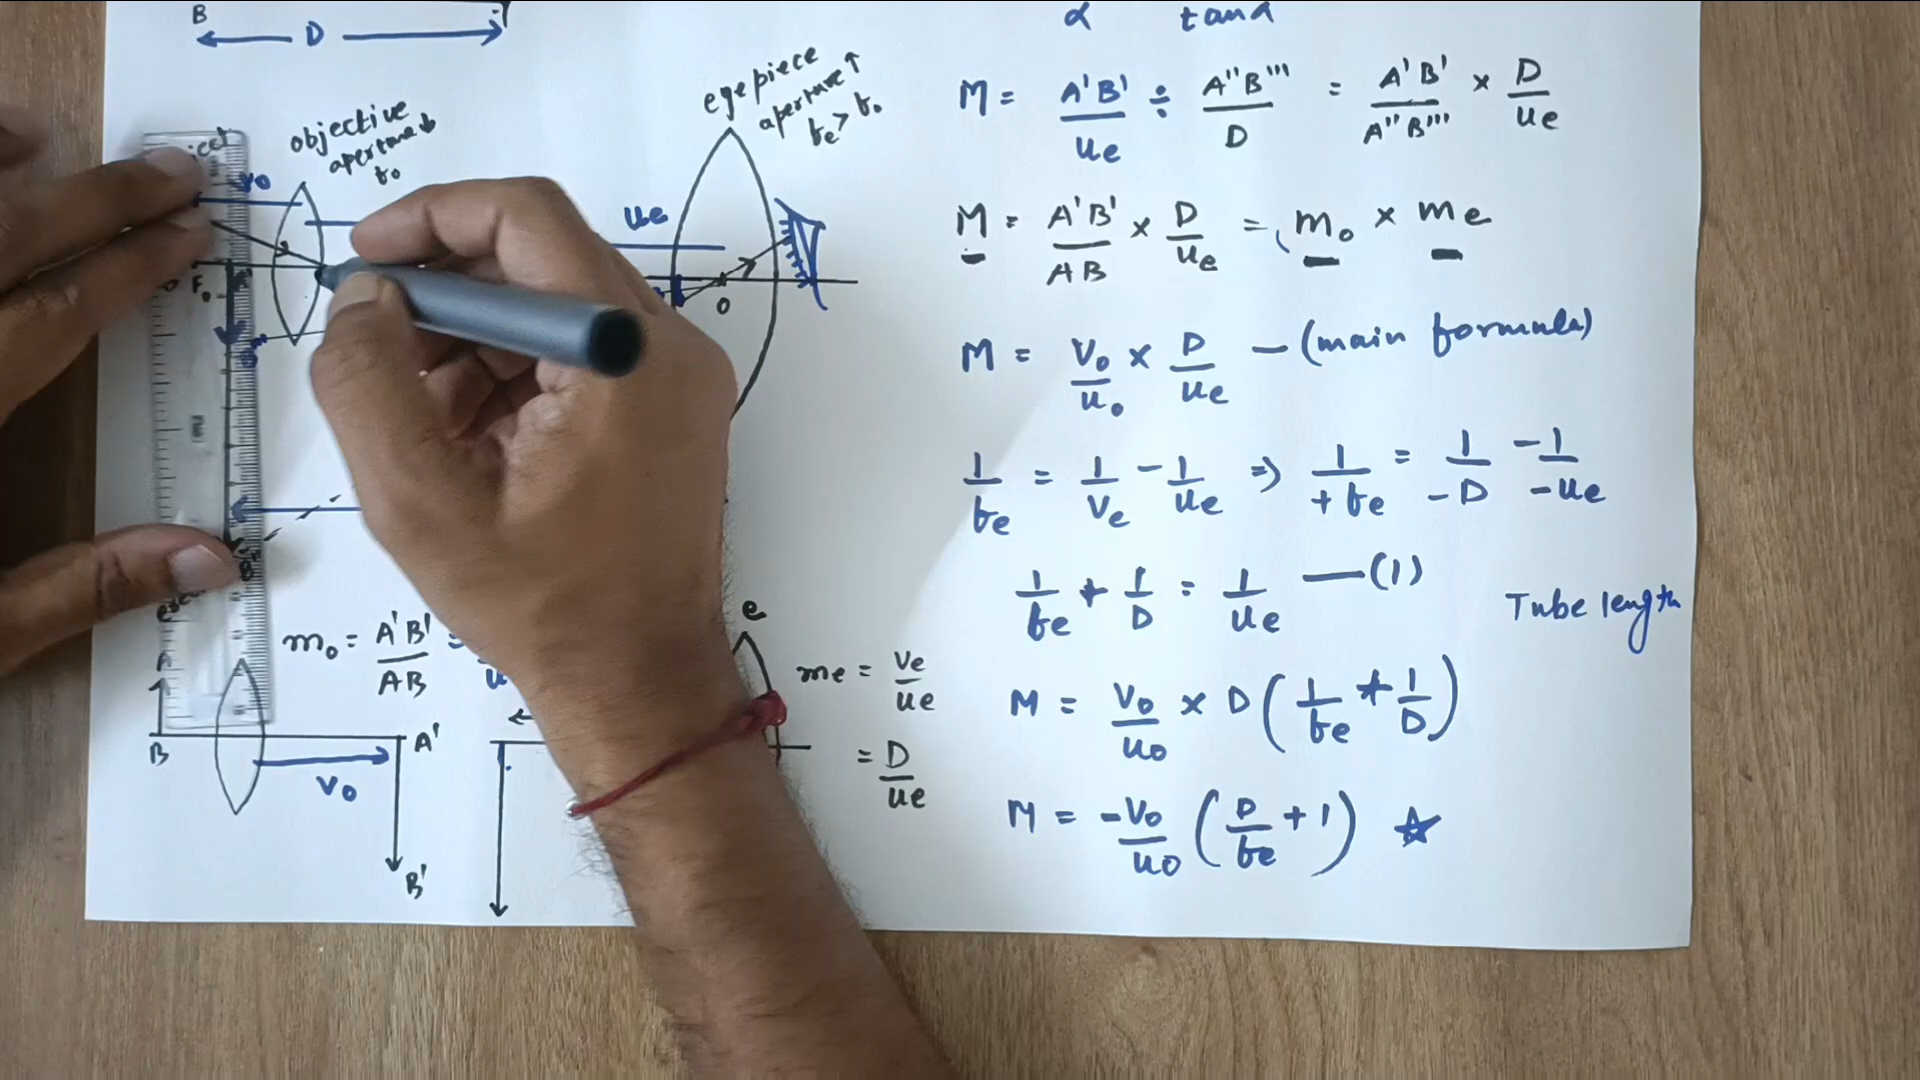 B
D
α tanα
eyepiece
aperture↑
fe > fo
objective
aperture↓
fo
vo
ue
Fo
O
M = A'B'/ue ÷ A''B'''/D = A'B'/A''B''' × D/ue
M = A'B'/AB × D/ue = mo × me
M = Vo/uo × D/ue — (main formula)
1/fe = 1/Ve - 1/ue ⇒ 1/+fe = 1/-D - 1/-ue
1/fe + 1/D = 1/ue —(1)
Tube length
M = Vo/uo × D(1/fe + 1/D)
M = -Vo/uo (D/fe + 1) ☆
mo = A'B'/AB =
e
me = ve/ue
= D/ue
A
B
A'
vo
B'